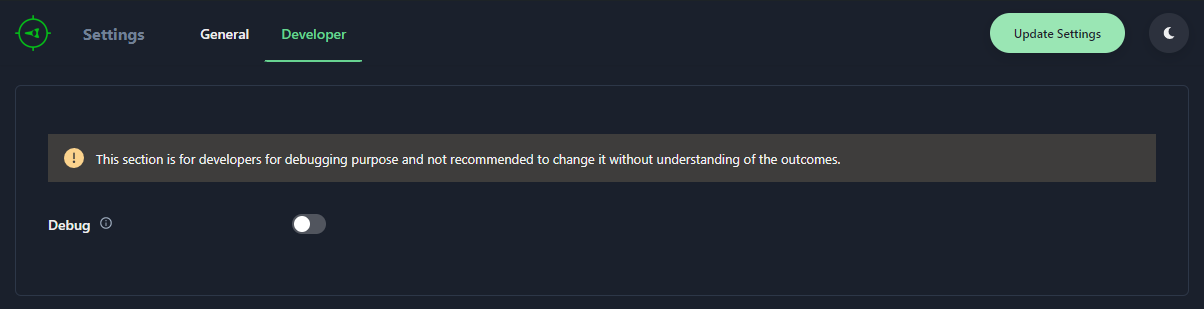 Settings General Developer Update Settings
This section is for developers for debugging purpose and not recommended to change it without understanding of the outcomes.
Debug